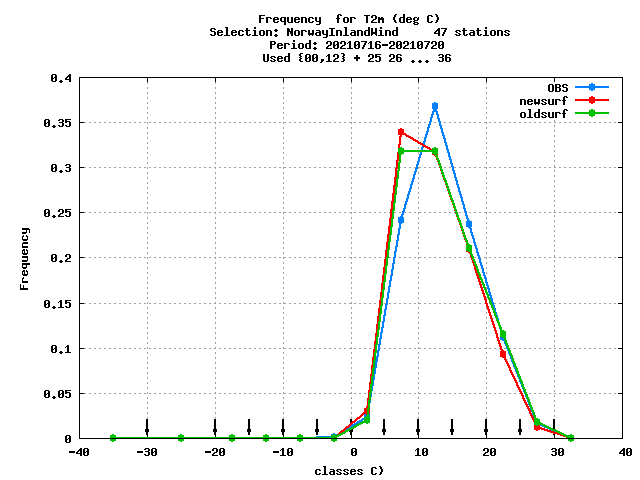 Frequency  for T2m (deg C)
Selection: NorwayInlandWind     47 stations
Period: 20210716-20210720
Used {00,12} + 25 26 ... 36
OBS
newsurf
oldsurf
Frequency
0.4
0.35
0.3
0.25
0.2
0.15
0.1
0.05
0
-40 -30 -20 -10 0 10 20 30 40
classes C)